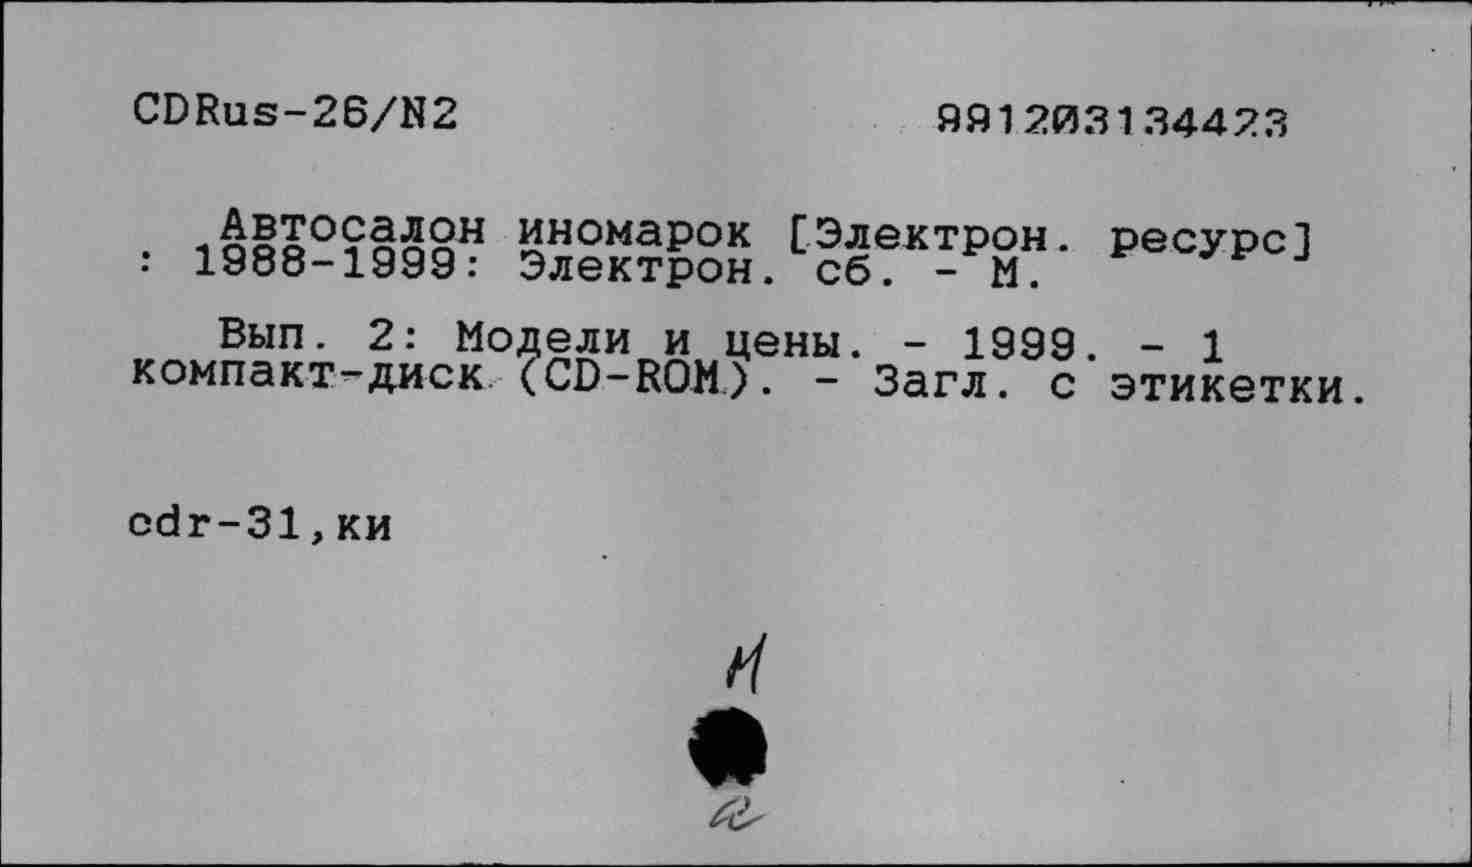 CDRus-26/N2
991203134423
Автосалон иномарок [Электрон. ресурс]
: 1988-1999: Электрон. сб. - М.
Вып. 2: Модели и цены. - 1999. - 1
компакт-диск (CD-ROM). - Загл. с этикетки.
cdr-31,ки
И